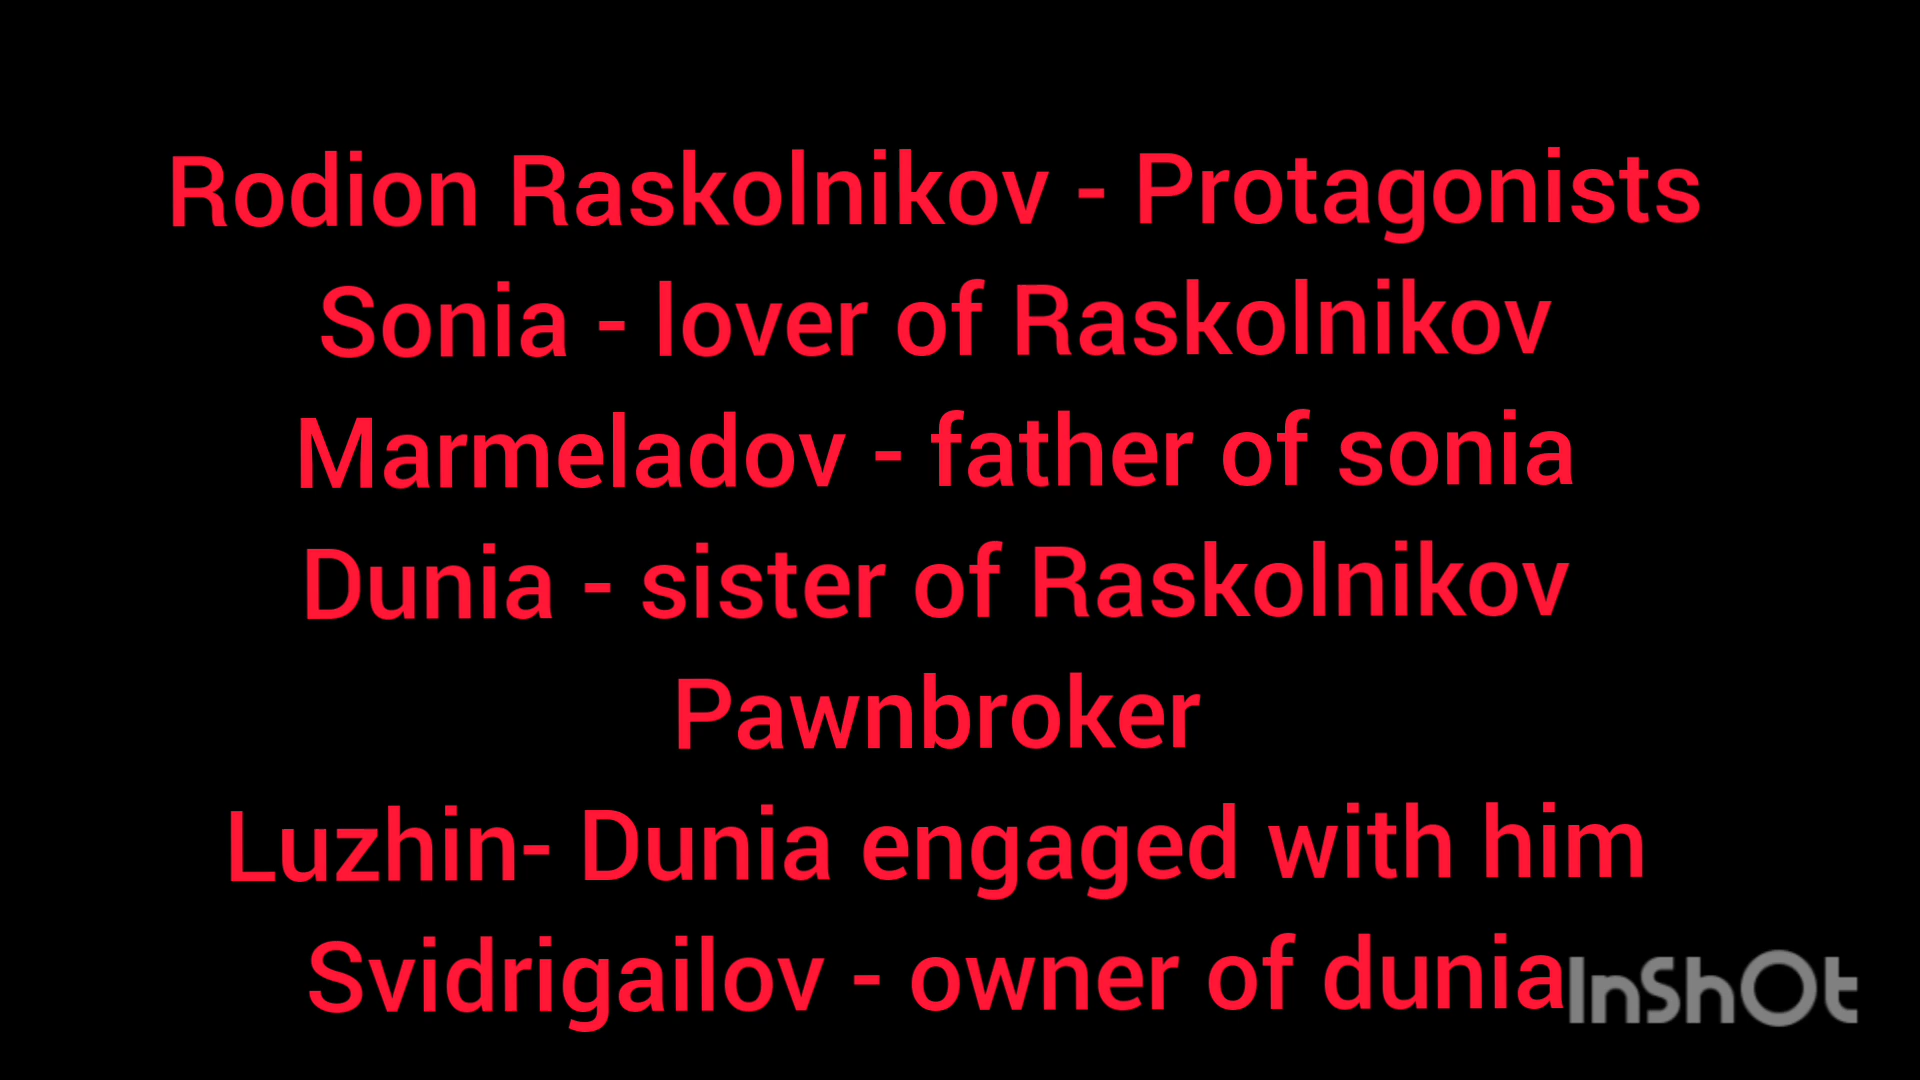 Rodion Raskolnikov - Protagonists
Sonia - lover of Raskolnikov
Marmeladov - father of sonia
Dunia - sister of Raskolnikov
Pawnbroker
Luzhin- Dunia engaged with him
Svidrigailov - owner of dunia
InShOt